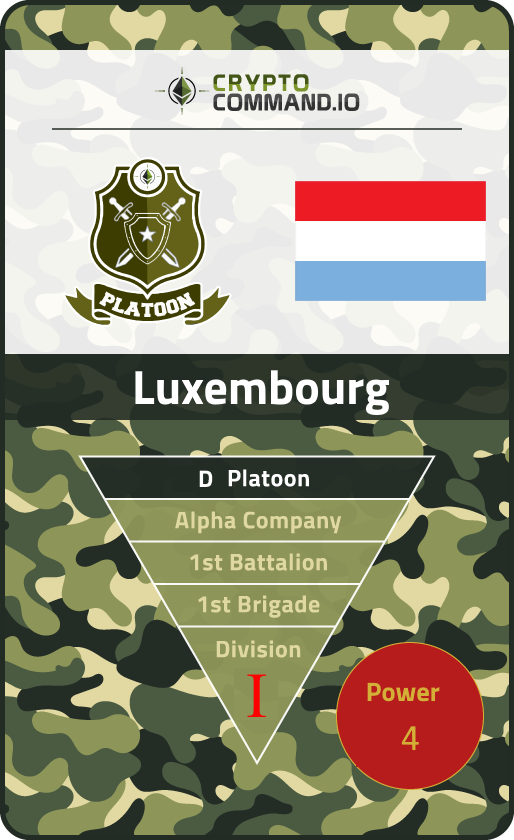 CRYPTO
COMMAND.IO
PLATOON
Luxembourg
D Platoon
Alpha Company
1st Battalion
1st Brigade
Division
I
Power
4